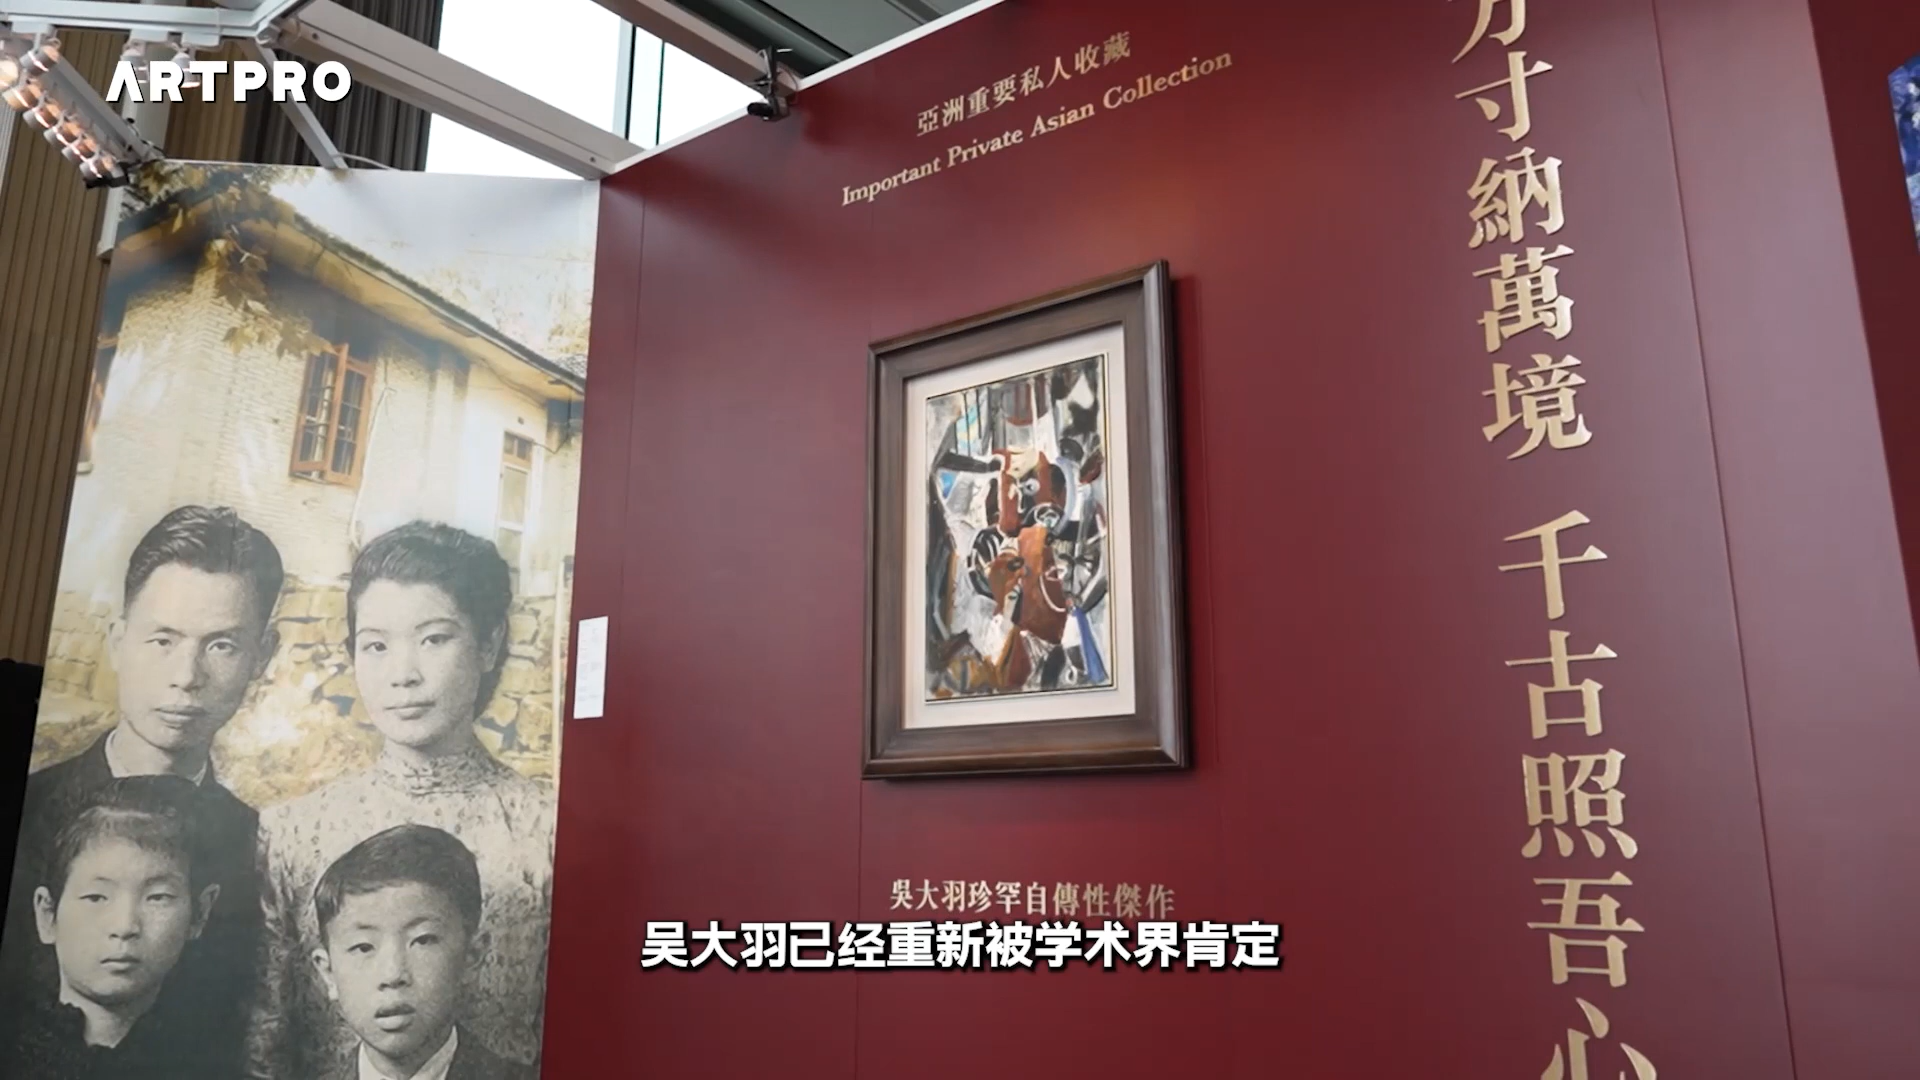 ARTPRO
亞洲重要私人收藏
Important Private Asian Collection
方寸納萬境 千古照吾心
吳大羽珍罕自傳性傑作
吴大羽已经重新被学术界肯定